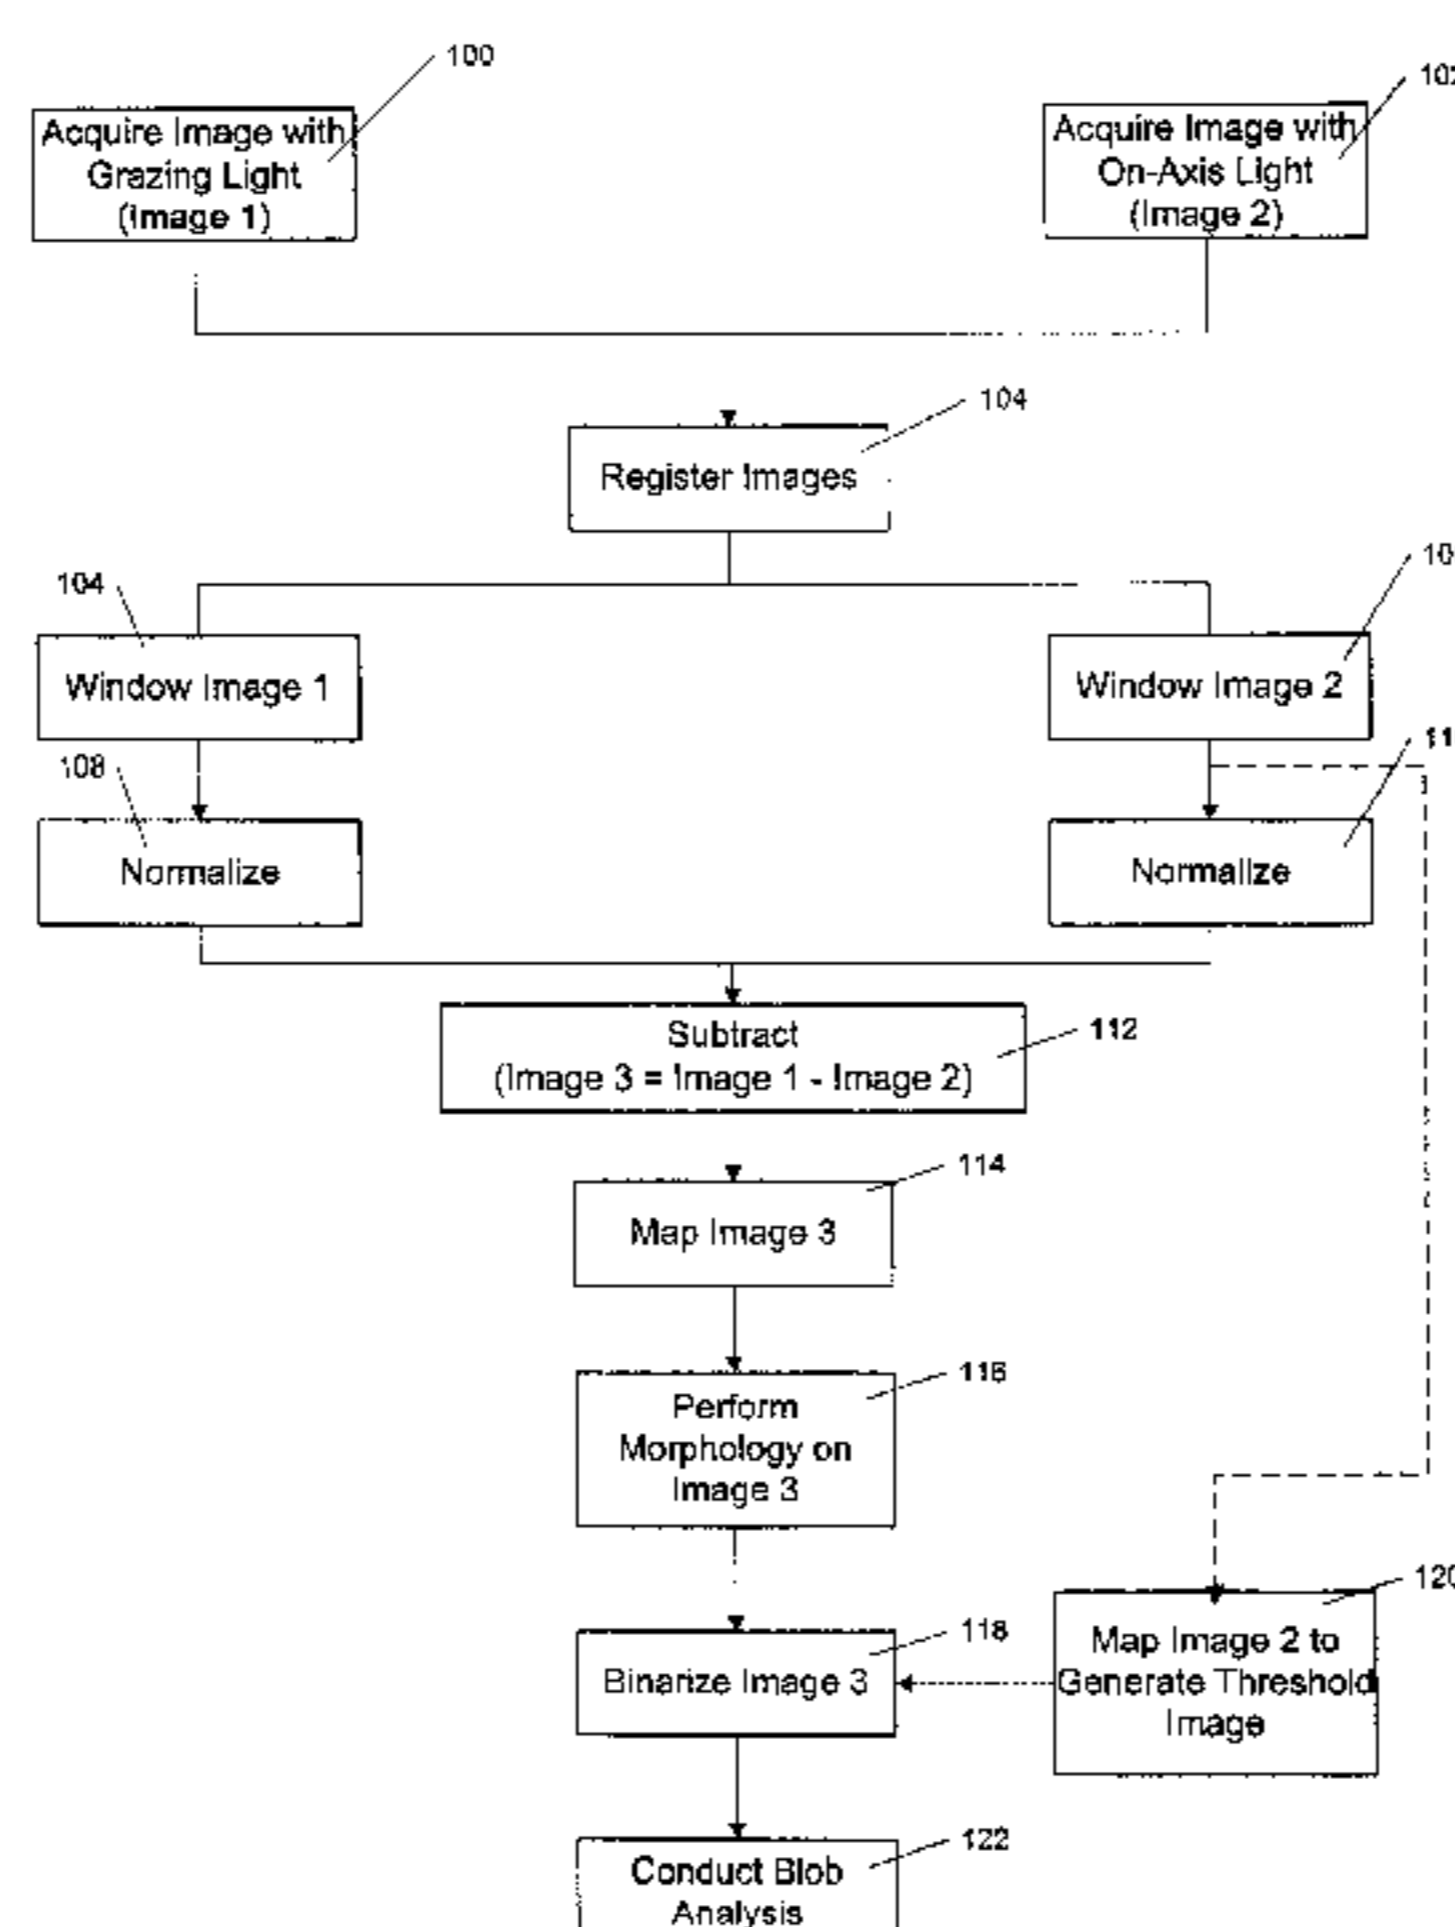 100
Acquire Image with
Grazing Light
(Image 1)
Acquire Image with
On-Axis Light
(Image 2)
104
Register Images
104
Window Image 1
Window Image 2
108
Normalize
Normalize
Subtract
(Image 3 = Image 1 - Image 2)
112
114
Map Image 3
116
Perform
Morphology on
Image 3
118
Binarize Image 3
120
Map Image 2 to
Generate Threshold
Image
122
Conduct Blob
Analysis